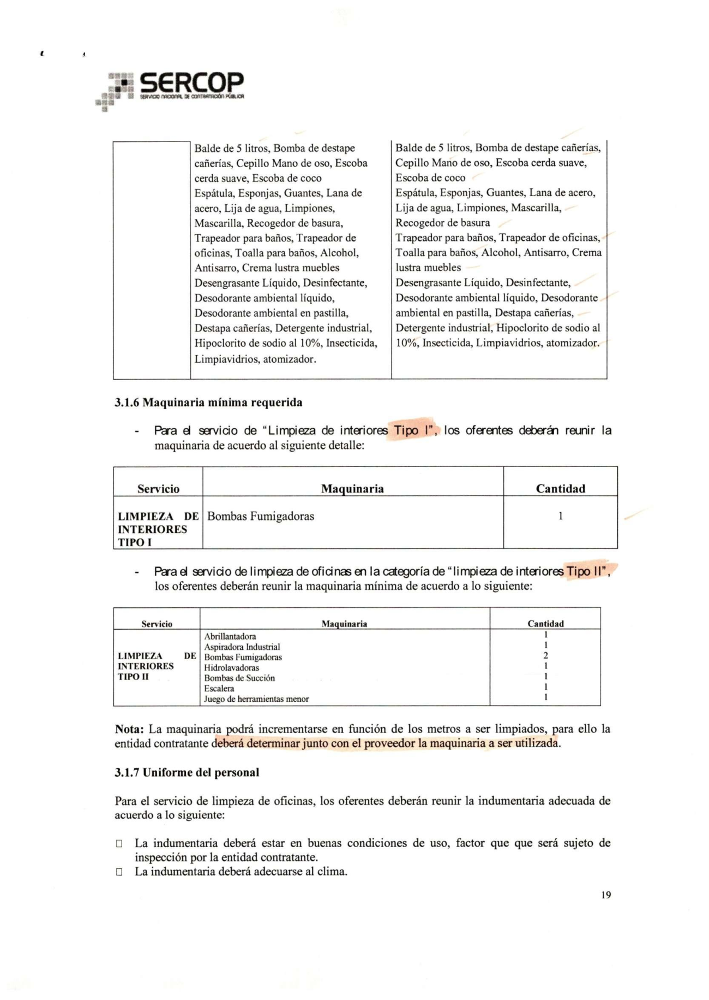 SERCOP
SERVICIO NACIONAL DE CONTRATACIÓN PÚBLICA
Balde de 5 litros, Bomba de destape
cañerías, Cepillo Mano de oso, Escoba
cerda suave, Escoba de coco
Espátula, Esponjas, Guantes, Lana de
acero, Lija de agua, Limpiones,
Mascarilla, Recogedor de basura,
Trapeador para baños, Trapeador de
oficinas, Toalla para baños, Alcohol,
Antisarro, Crema lustra muebles
Desengrasante Líquido, Desinfectante,
Desodorante ambiental líquido,
Desodorante ambiental en pastilla,
Destapa cañerías, Detergente industrial,
Hipoclorito de sodio al 10%, Insecticida,
Limpiavidrios, atomizador.
Balde de 5 litros, Bomba de destape cañerías,
Cepillo Mano de oso, Escoba cerda suave,
Escoba de coco
Espátula, Esponjas, Guantes, Lana de acero,
Lija de agua, Limpiones, Mascarilla,
Recogedor de basura
Trapeador para baños, Trapeador de oficinas,
Toalla para baños, Alcohol, Antisarro, Crema
lustra muebles
Desengrasante Líquido, Desinfectante,
Desodorante ambiental líquido, Desodorante
ambiental en pastilla, Destapa cañerías,
Detergente industrial, Hipoclorito de sodio al
10%, Insecticida, Limpiavidrios, atomizador.
3.1.6 Maquinaria mínima requerida
- Para el servicio de “Limpieza de interiores Tipo I”, los oferentes deberán reunir la
maquinaria de acuerdo al siguiente detalle:
Servicio Maquinaria Cantidad
LIMPIEZA DE Bombas Fumigadoras 1
INTERIORES
TIPO I
- Para el servicio de limpieza de oficinas en la categoría de “limpieza de interiores Tipo II”,
los oferentes deberán reunir la maquinaria mínima de acuerdo a lo siguiente:
Servicio Maquinaria Cantidad
Abrillantadora 1
Aspiradora Industrial 1
LIMPIEZA DE Bombas Fumigadoras 2
INTERIORES Hidrolavadoras 1
TIPO II Bombas de Succión 1
Escalera 1
Juego de herramientas menor 1
Nota: La maquinaria podrá incrementarse en función de los metros a ser limpiados, para ello la
entidad contratante deberá determinar junto con el proveedor la maquinaria a ser utilizada.
3.1.7 Uniforme del personal
Para el servicio de limpieza de oficinas, los oferentes deberán reunir la indumentaria adecuada de
acuerdo a lo siguiente:
La indumentaria deberá estar en buenas condiciones de uso, factor que que será sujeto de
inspección por la entidad contratante.
La indumentaria deberá adecuarse al clima.
19